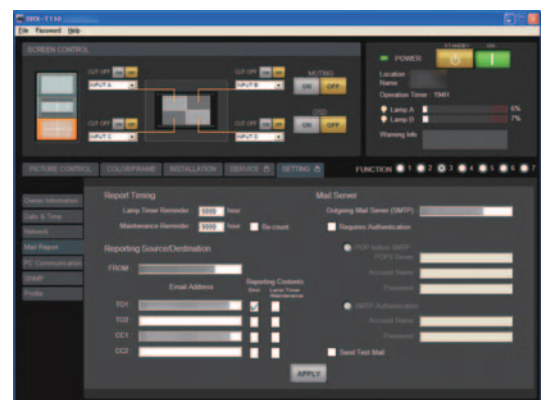 SRX-T110
File Password Help
SCREEN CONTROL
CUT OFF ON OFF
INPUT A
CUT OFF ON OFF
INPUT B
MUTING
ON OFF
OSD
ON OFF
CUT OFF ON OFF
INPUT C
CUT OFF ON OFF
INPUT D
POWER
STANDBY ON
Location
Name
Operation Timer : 194H
Lamp A 6%
Lamp B 7%
Warning Info
PICTURE CONTROL COLOR/FRAME INSTALLATION SERVICE SETTING FUNCTION 1 2 3 4 5 6 7
Owner Information
Date & Time
Network
Mail Report
PC Communication
SNMP
Profile
Report Timing
Lamp Timer Reminder 9999 hour
Maintenance Reminder 9999 hour Re-count
Reporting Source/Destination
FROM
Email Address
Reporting Contents
Error Lamp Timer Maintenance
TO1
TO2
CC1
CC2
Mail Server
Outgoing Mail Server (SMTP)
Requires Authentication
POP before SMTP
POP3 Server
Account Name
Password
SMTP Authentication
Account Name
Password
Send Test Mail
APPLY